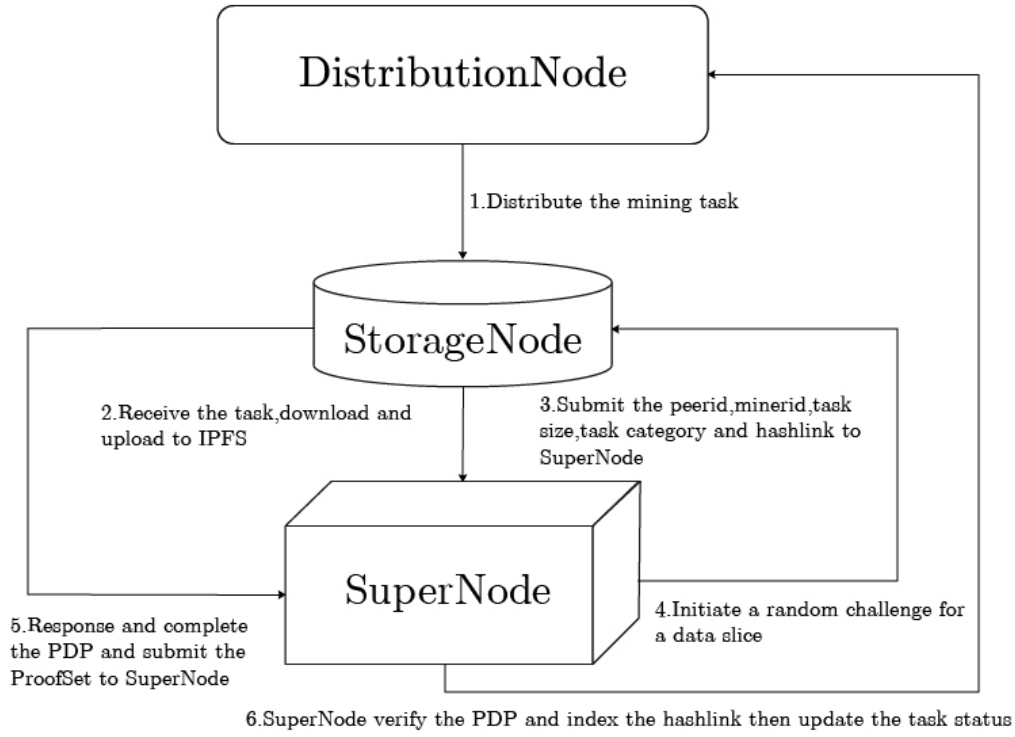 DistributionNode
1.Distribute the mining task
StorageNode
2.Receive the task,download and
upload to IPFS
3.Submit the peerid,minerid,task
size,task category and hashlink to
SuperNode
SuperNode
4.Initiate a random challenge for
a data slice
5.Response and complete
the PDP and submit the
ProofSet to SuperNode
6.SuperNode verify the PDP and index the hashlink then update the task status